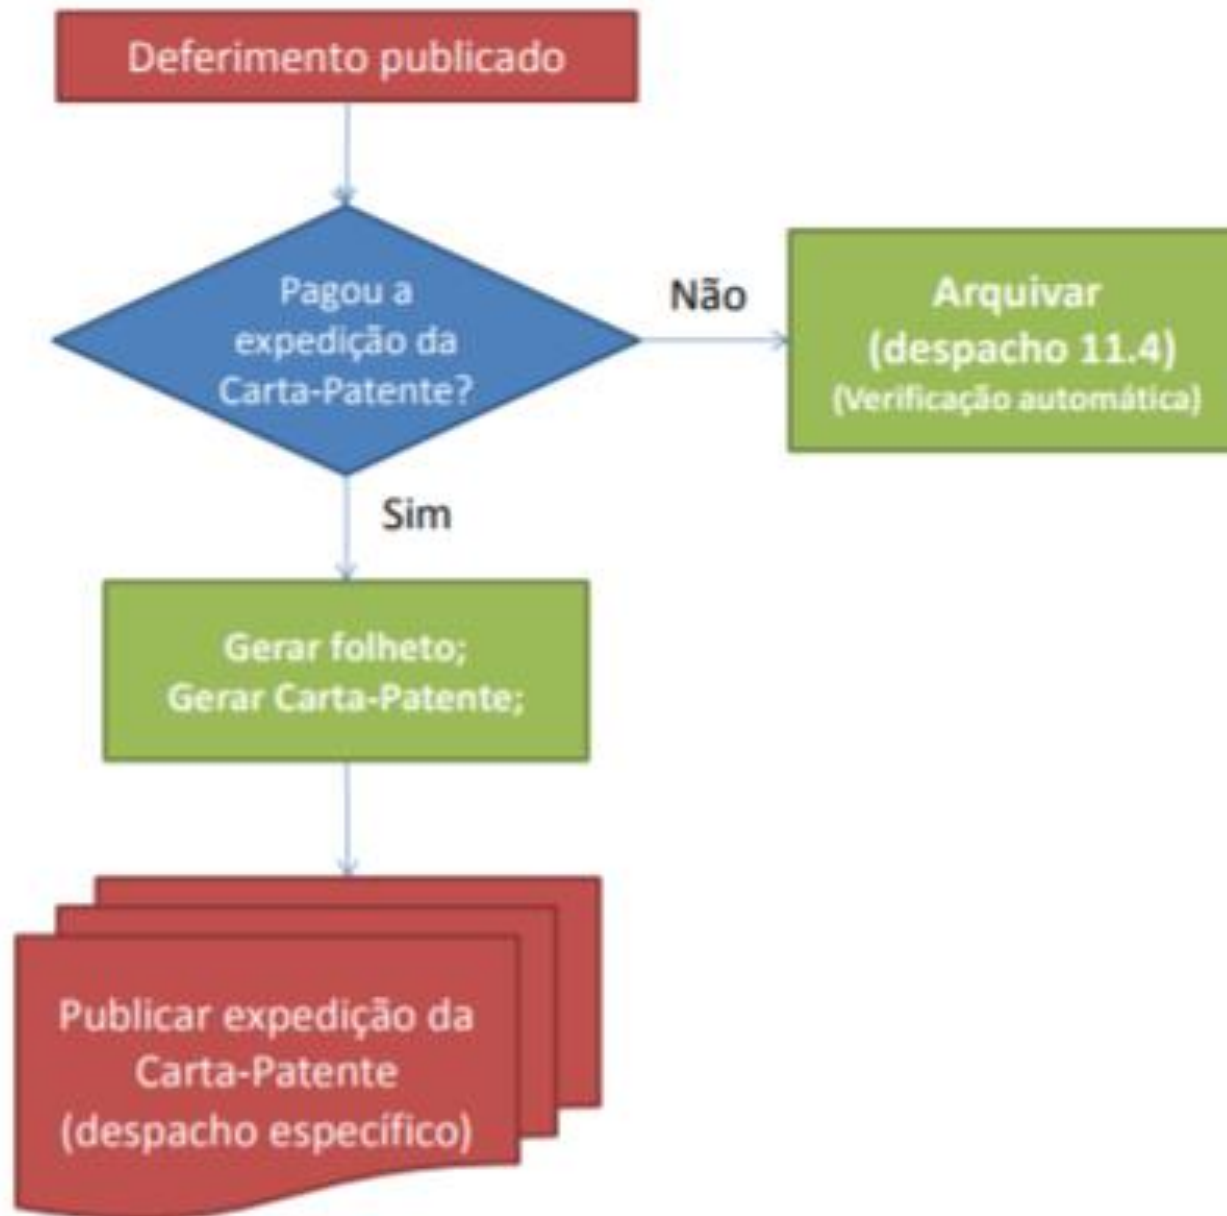 Deferimento publicado
Pagou a
expedição da
Carta-Patente?
Não
Arquivar
(despacho 11.4)
(Verificação automática)
Sim
Gerar folheto;
Gerar Carta-Patente;
Publicar expedição da
Carta-Patente
(despacho específico)